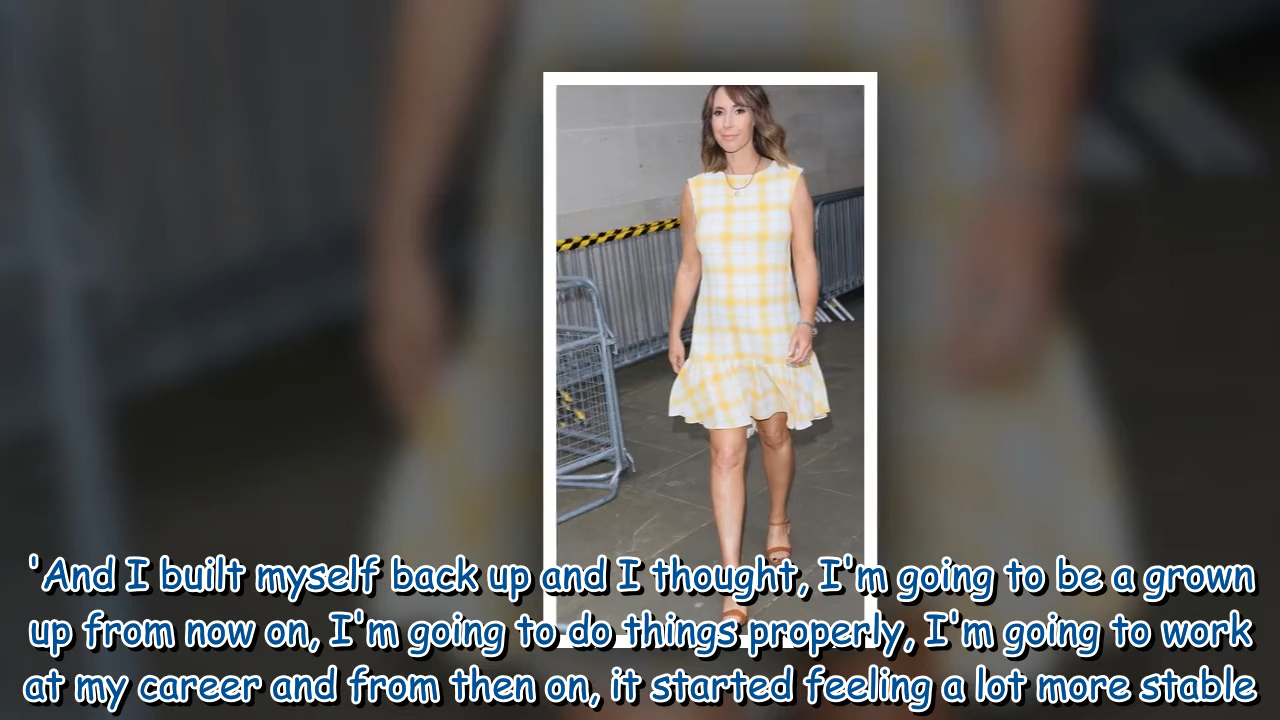 'And I built myself back up and I thought, I'm going to be a grown
up from now on, I'm going to do things properly, I'm going to work
at my career and from then on, it started feeling a lot more stable